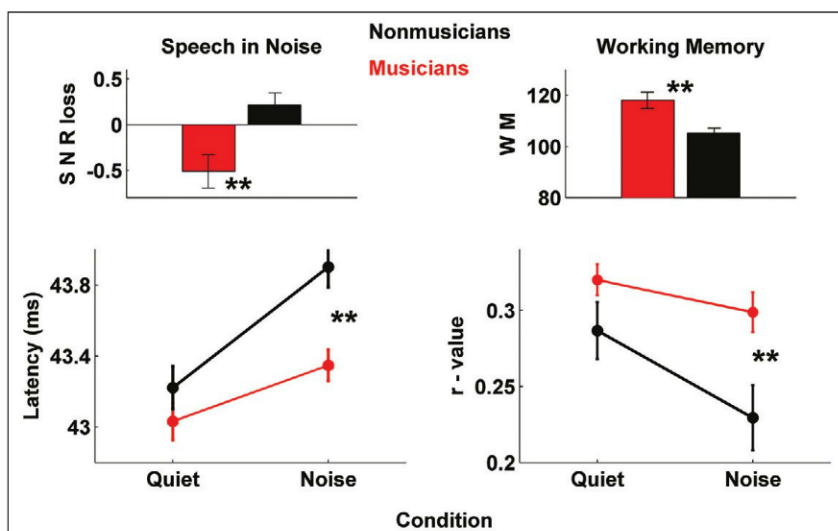 Speech in Noise
Nonmusicians
Musicians
Working Memory
S N R loss
0.5
0
-0.5
**
W M
120
100
80
**
Latency (ms)
43.8
43.4
43
**
Quiet
Noise
r - value
0.3
0.25
0.2
**
Quiet
Noise
Condition